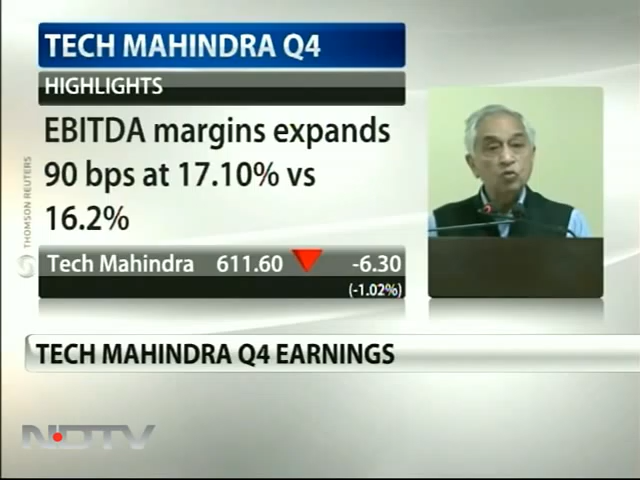 TECH MAHINDRA Q4
HIGHLIGHTS
EBITDA margins expands
90 bps at 17.10% vs
16.2%
THOMSON REUTERS
Tech Mahindra 611.60 -6.30
(-1.02%)
TECH MAHINDRA Q4 EARNINGS
NDTV